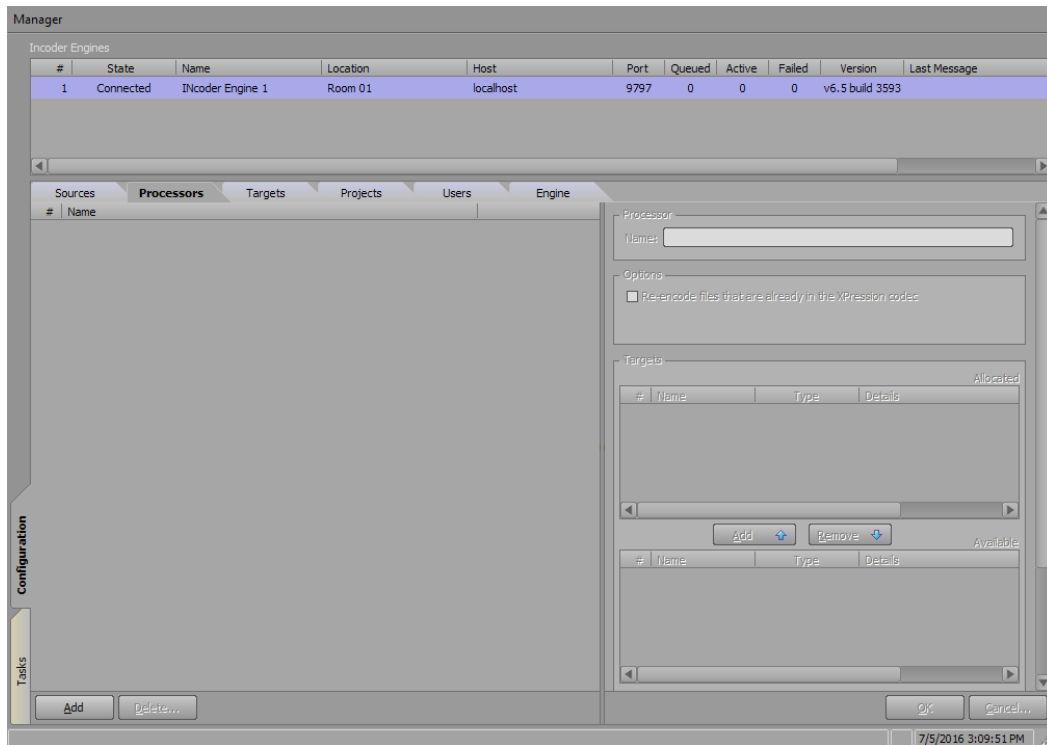 Manager
Incoder Engines
# State Name Location Host Port Queued Active Failed Version Last Message
1 Connected INcoder Engine 1 Room 01 localhost 9797 0 0 0 v6.5 build 3593
Sources Processors Targets Projects Users Engine
# Name
Processor
Name:
Options
Re-encode files that are already in the XPression codec
Targets
Allocated
# Name Type Details
Add Remove
Available
# Name Type Details
Configuration
Tasks
Add Delete... OK Cancel...
7/5/2016 3:09:51 PM